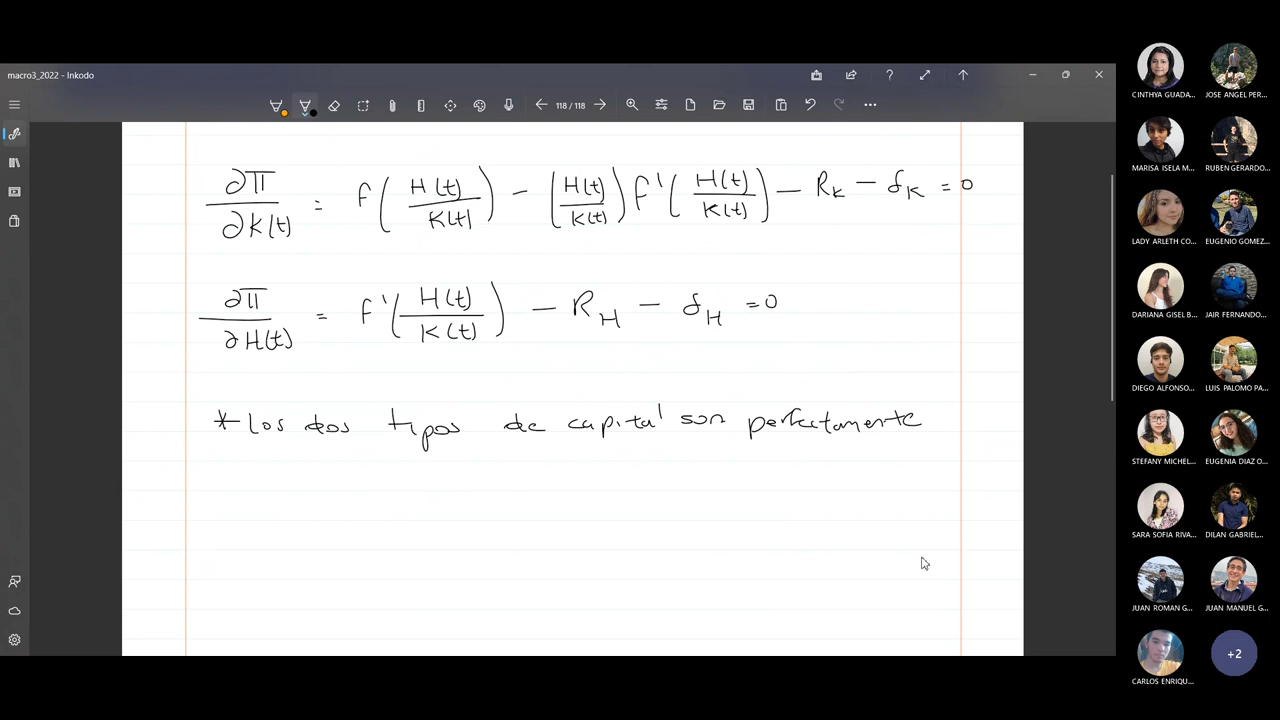 macro3_2022 - Inkodo
118 / 118
∂π/∂K(t) = f(H(t)/K(t)) - (H(t)/K(t)) f'(H(t)/K(t)) - R_K - δ_K = 0
∂π/∂H(t) = f'(H(t)/K(t)) - R_H - δ_H = 0
* Los dos tipos de capital son perfectamente
CINTHYA GUADA...
JOSE ANGEL PER...
MARISA ISELA M...
RUBEN GERARDO...
LADY ARLETH CO...
EUGENIO GOMEZ...
DARIANA GISEL B...
JAIR FERNANDO...
DIEGO ALFONSO...
LUIS PALOMO PA...
STEFANY MICHEL...
EUGENIA DIAZ O...
SARA SOFIA RIVA...
DILAN GABRIEL...
JUAN ROMAN G...
JUAN MANUEL G...
CARLOS ENRIQU...
+2